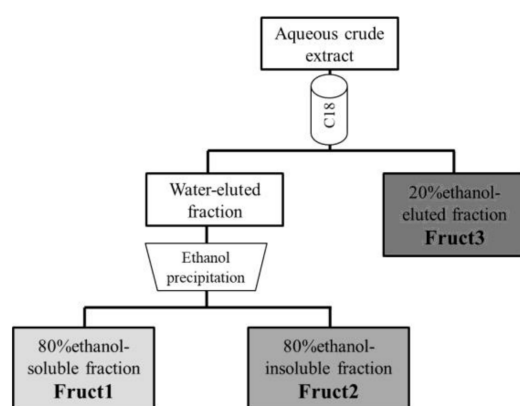 Aqueous crude
extract
C18
Water-eluted
fraction
20%ethanol-
eluted fraction
Fruct3
Ethanol
precipitation
80%ethanol-
soluble fraction
Fruct1
80%ethanol-
insoluble fraction
Fruct2